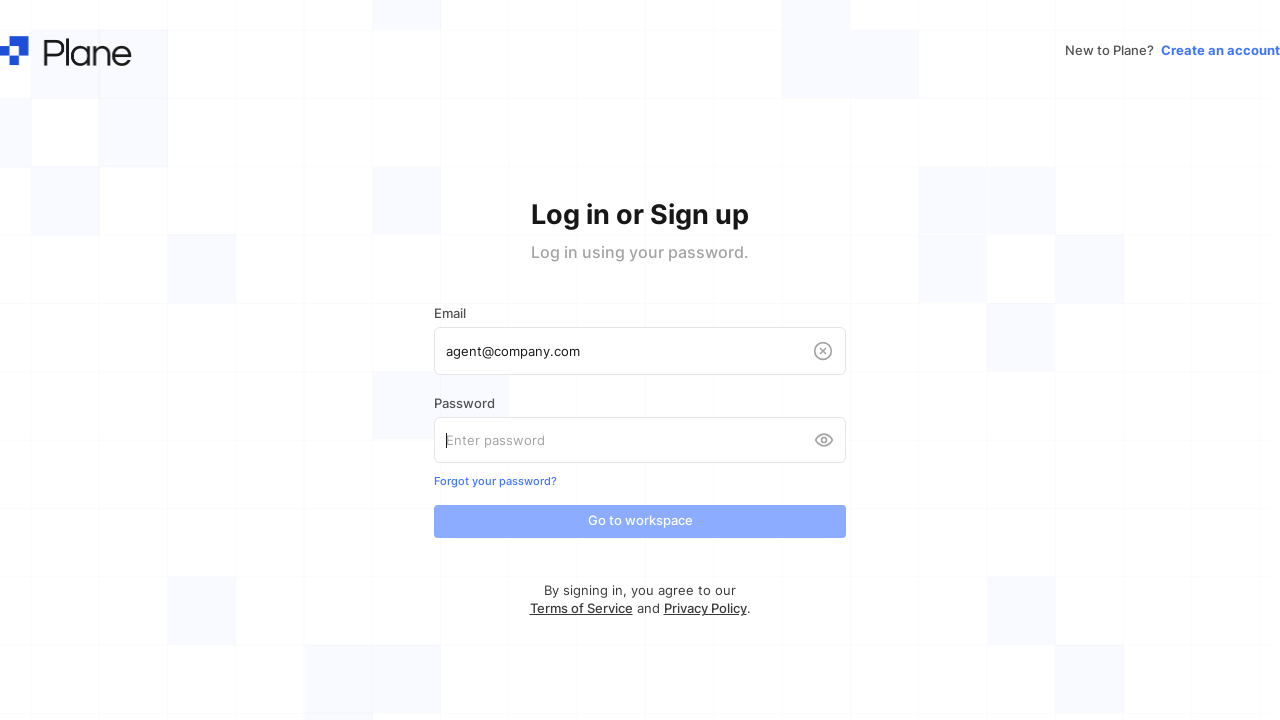 Plane
New to Plane? Create an account
Log in or Sign up
Log in using your password.
Email
agent@company.com
Password
Enter password
Forgot your password?
Go to workspace
By signing in, you agree to our
Terms of Service and Privacy Policy.